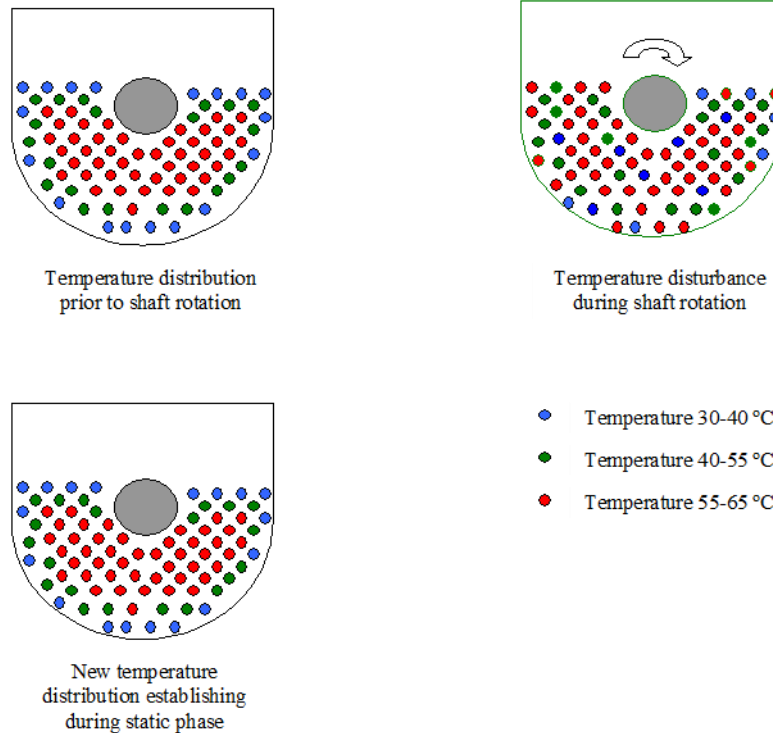 Temperature distribution
prior to shaft rotation
Temperature disturbance
during shaft rotation
New temperature
distribution establishing
during static phase
Temperature 30-40 °C
Temperature 40-55 °C
Temperature 55-65 °C